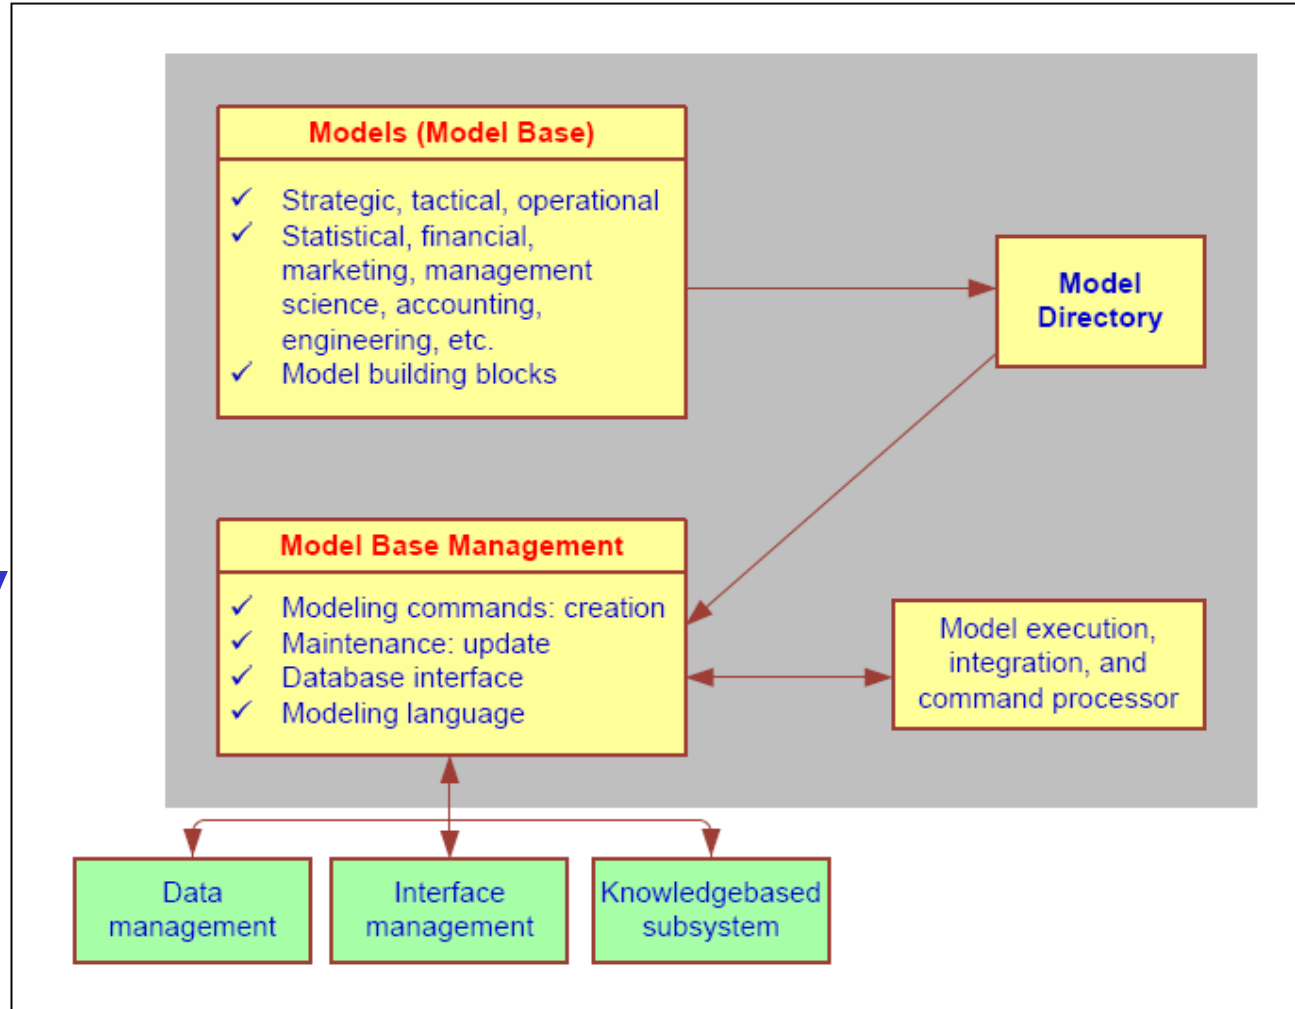 Models (Model Base)
✓ Strategic, tactical, operational
✓ Statistical, financial,
marketing, management
science, accounting,
engineering, etc.
✓ Model building blocks
Model
Directory
Model Base Management
✓ Modeling commands: creation
✓ Maintenance: update
✓ Database interface
✓ Modeling language
Model execution,
integration, and
command processor
Data
management
Interface
management
Knowledgebased
subsystem